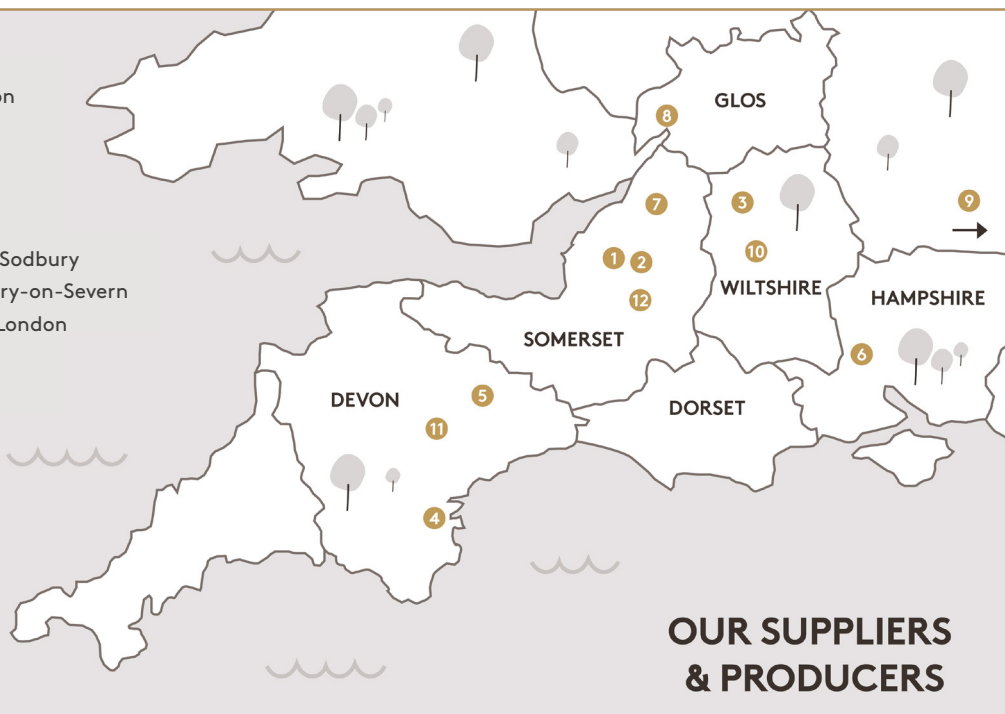 on
Sodbury
ry-on-Severn
London
GLOS
8
7
3
9
1
2
10
12
WILTSHIRE
HAMPSHIRE
SOMERSET
6
DEVON
5
DORSET
11
4
OUR SUPPLIERS
& PRODUCERS